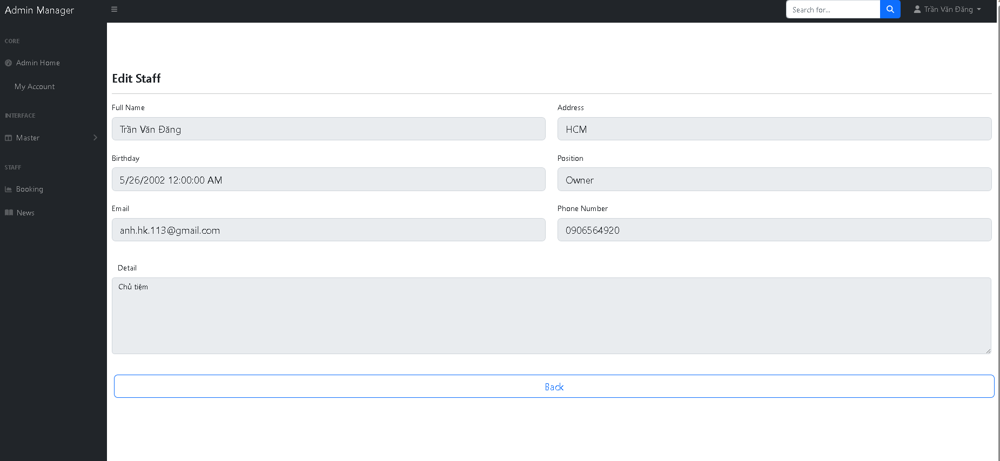 Admin Manager
Search for...
Trần Văn Đăng
CORE
Admin Home
My Account
INTERFACE
Master
STAFF
Booking
News
Edit Staff
Full Name
Address
Trần Văn Đăng
HCM
Birthday
Position
5/26/2002 12:00:00 AM
Owner
Email
Phone Number
anh.hk.113@gmail.com
0906564920
Detail
Chủ tiệm
Back